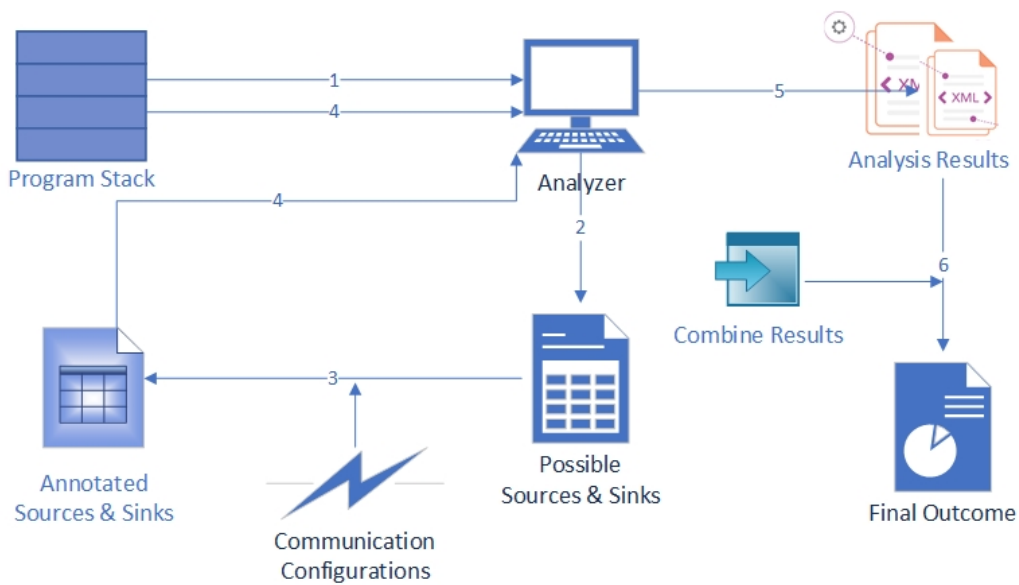 1
4
5
< XM
< XML >
Program Stack
Analyzer
Analysis Results
4
2
6
Combine Results
3
Annotated
Sources & Sinks
Possible
Sources & Sinks
Final Outcome
Communication
Configurations